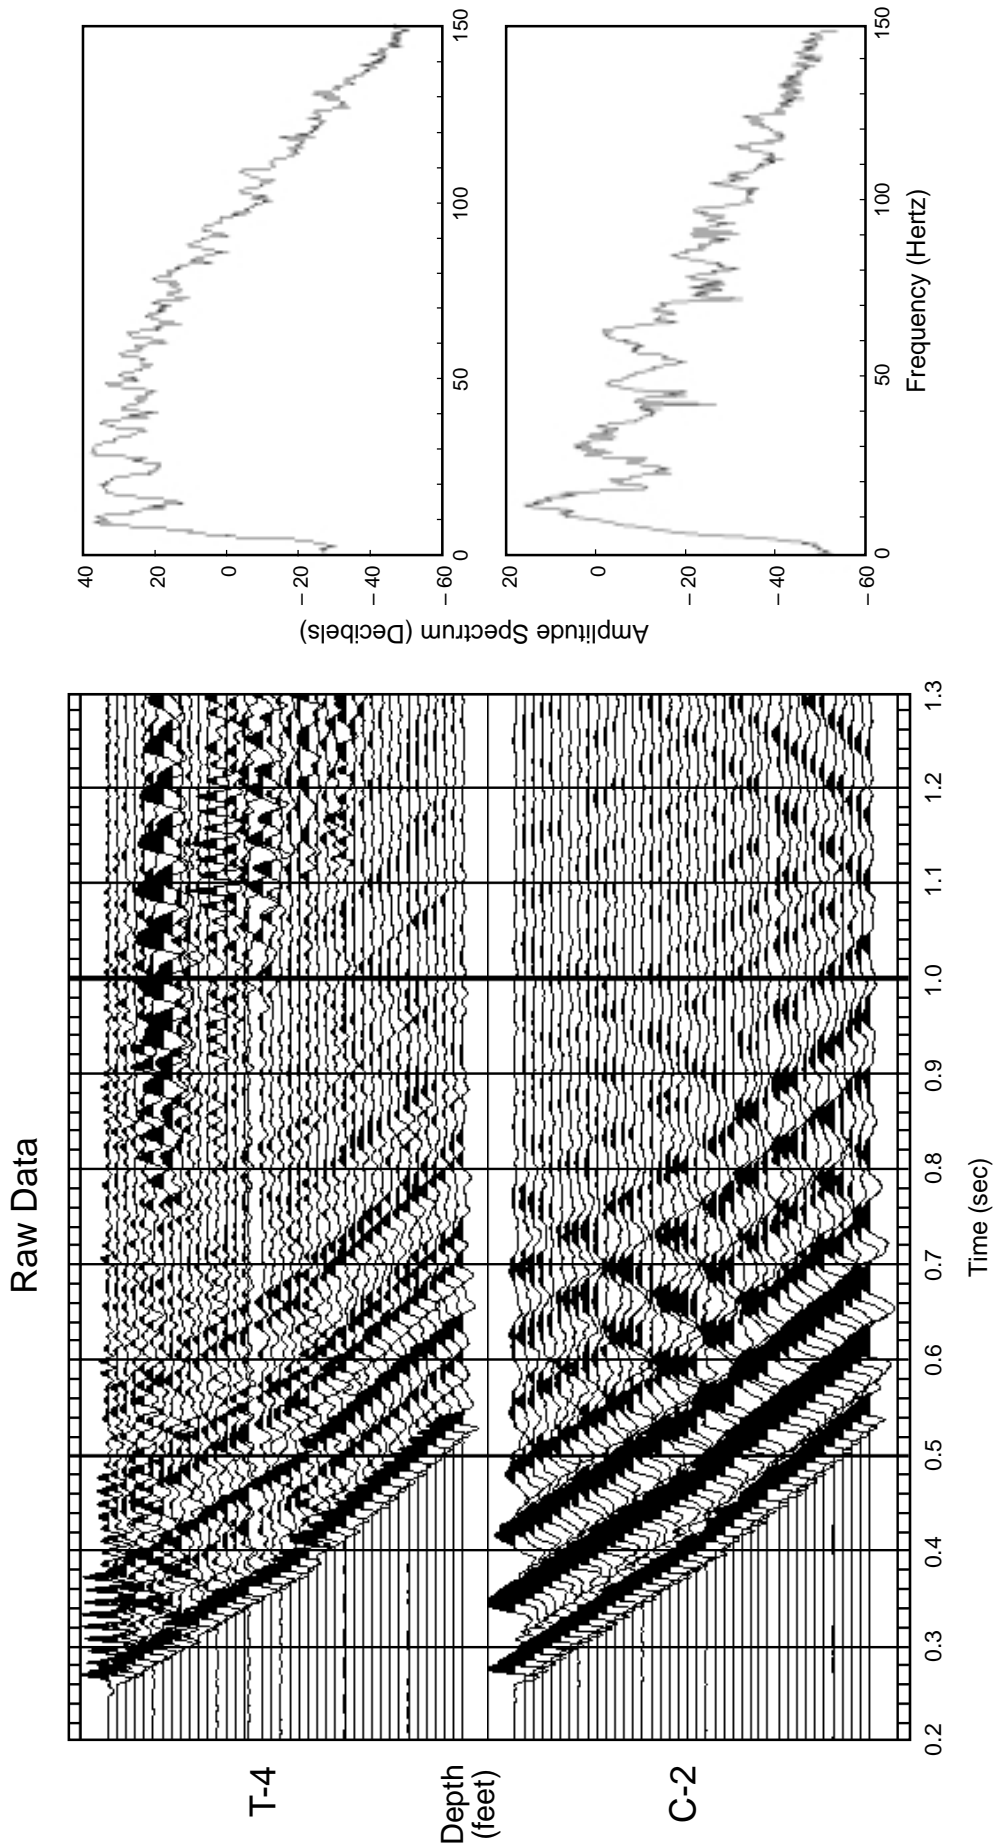 Raw Data
T-4
Depth
(feet)
C-2
0.2 0.3 0.4 0.5 0.6 0.7 0.8 0.9 1.0 1.1 1.2 1.3
Time (sec)
40
20
0
– 20
– 40
– 60
0 50 100 150
Amplitude Spectrum (Decibels)
20
0
– 20
– 40
– 60
0 50 100 150
Frequency (Hertz)